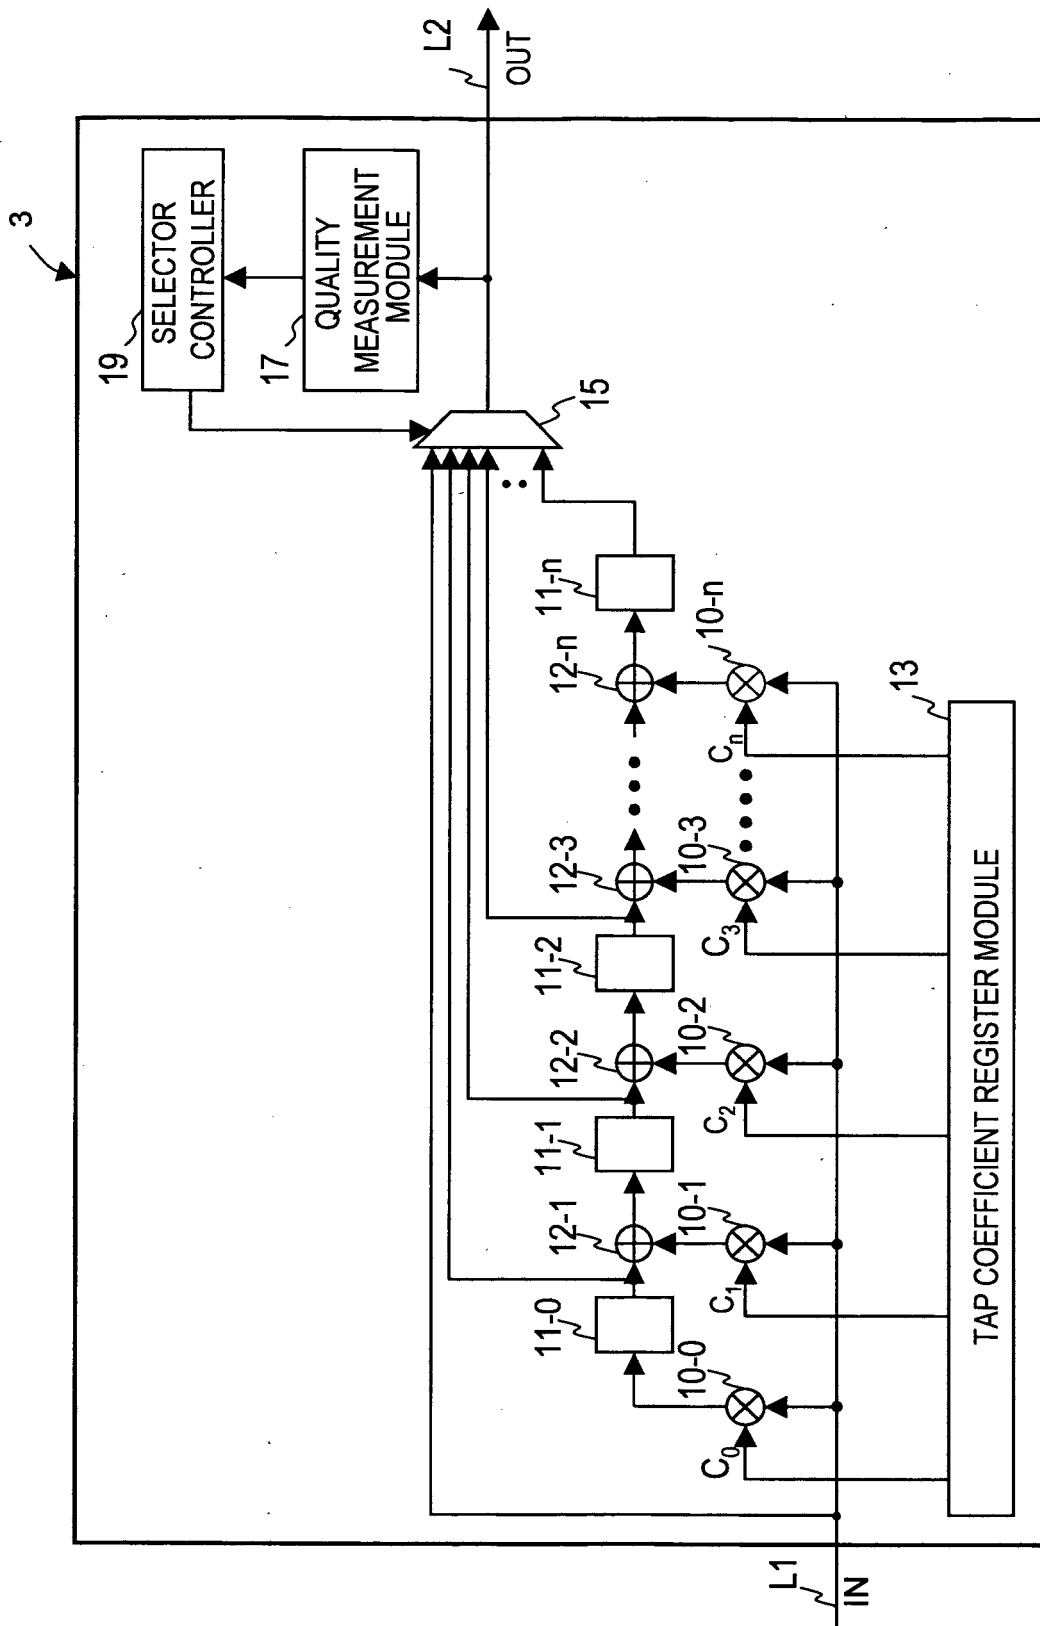 3
SELECTOR
CONTROLLER
19
QUALITY
MEASUREMENT
MODULE
17
L2
OUT
15
11-0
12-1
11-1
12-2
11-2
12-3
12-n
11-n
10-0
10-1
10-2
10-3
10-n
C0
C1
C2
C3
Cn
13
TAP COEFFICIENT REGISTER MODULE
L1
IN